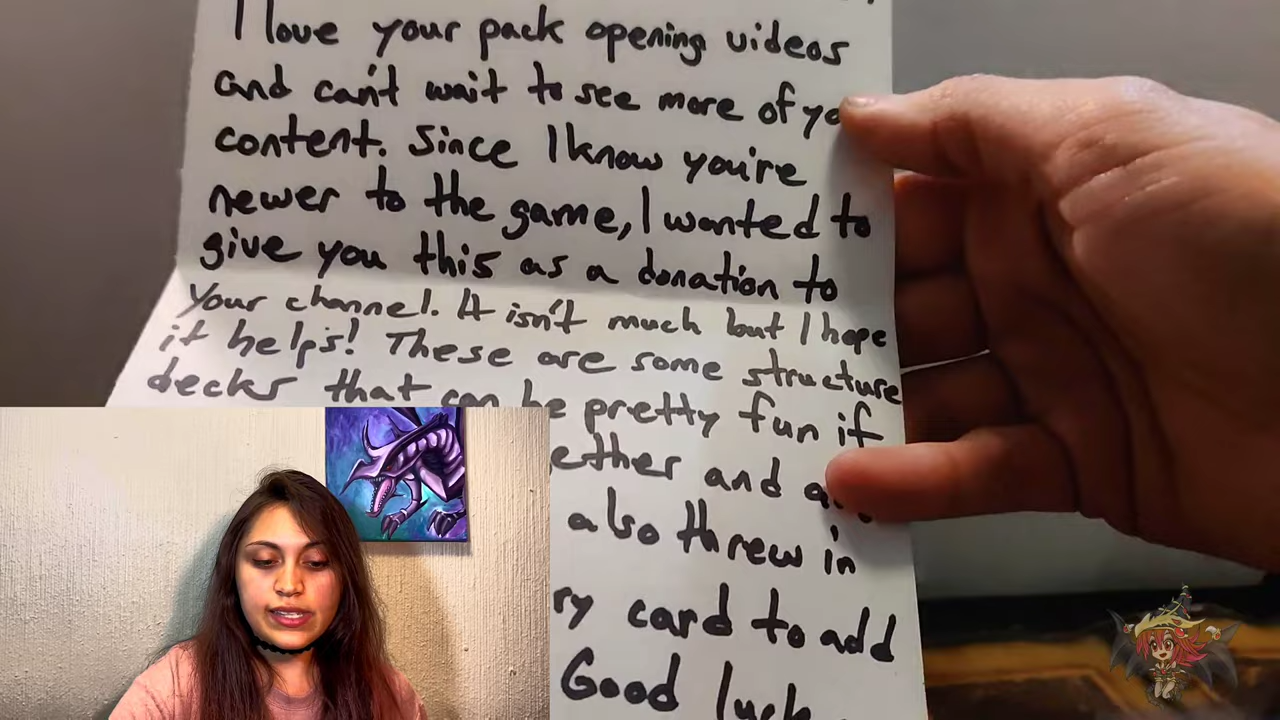 I love your pack opening videos
and can't wait to see more of yo
content. Since I know you're
newer to the game, I wanted to
give you this as a donation to
your channel. It isn't much but I hope
it helps! These are some structure
decks that can be pretty fun if
ether and a
also threw in
ry card to add
Good luck